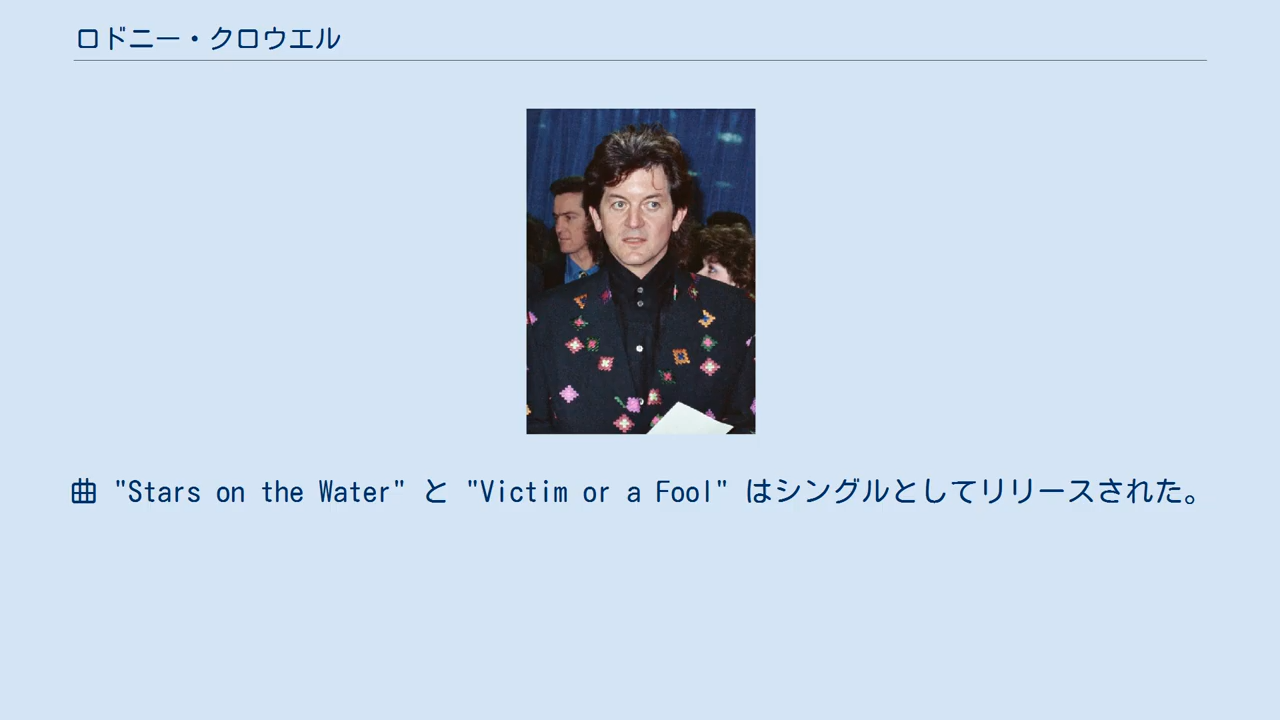 ロドニー・クロウエル
曲 "Stars on the Water" と "Victim or a Fool" はシングルとしてリリースされた。